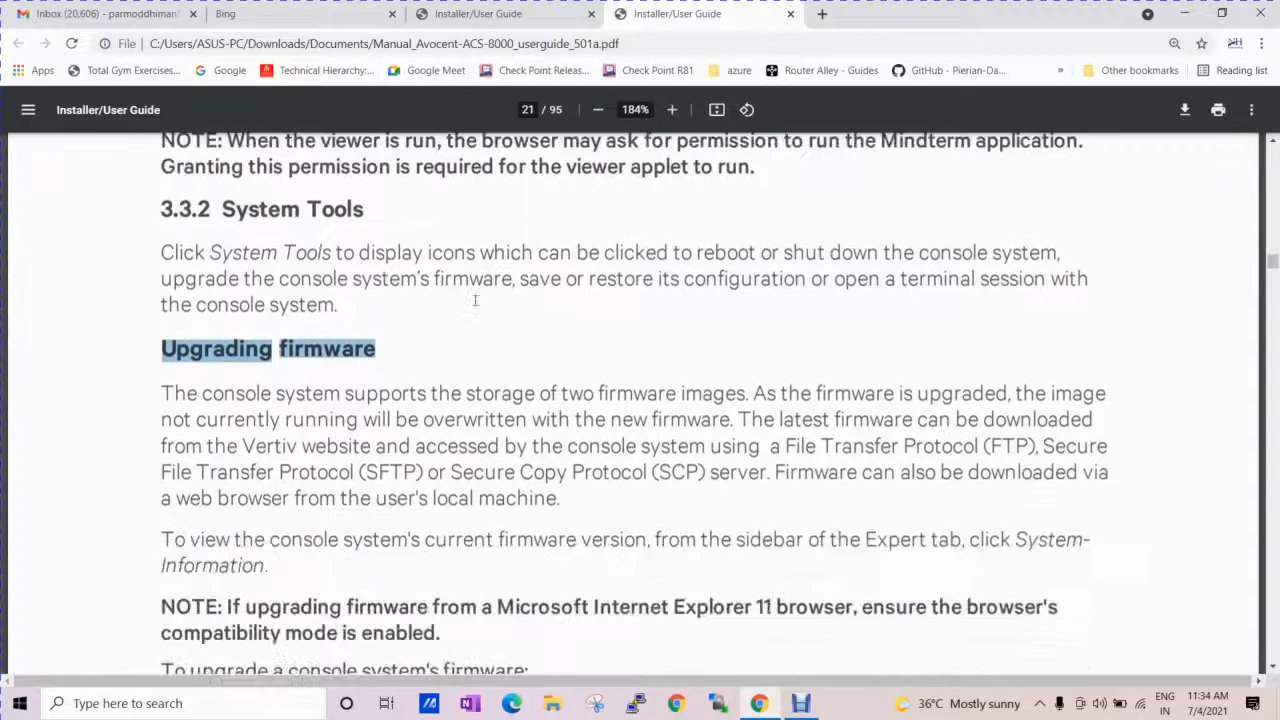 Inbox (20,606) - parmoddhiman
Bing
Installer/User Guide
Installer/User Guide
File
C:/Users/ASUS-PC/Downloads/Documents/Manual_Avocent-ACS-8000_userguide_501a.pdf
Apps
Total Gym Exercises...
Google
Technical Hierarchy:...
Google Meet
Check Point Releas...
Check Point R81
azure
Router Alley - Guides
GitHub - Pierian-Da...
»
Other bookmarks
Reading list
Installer/User Guide
21 / 95
184%
NOTE: When the viewer is run, the browser may ask for permission to run the Mindterm application.
Granting this permission is required for the viewer applet to run.
3.3.2 System Tools
Click System Tools to display icons which can be clicked to reboot or shut down the console system,
upgrade the console system's firmware, save or restore its configuration or open a terminal session with
the console system.
Upgrading firmware
The console system supports the storage of two firmware images. As the firmware is upgraded, the image
not currently running will be overwritten with the new firmware. The latest firmware can be downloaded
from the Vertiv website and accessed by the console system using a File Transfer Protocol (FTP), Secure
File Transfer Protocol (SFTP) or Secure Copy Protocol (SCP) server. Firmware can also be downloaded via
a web browser from the user's local machine.
To view the console system's current firmware version, from the sidebar of the Expert tab, click System-
Information.
NOTE: If upgrading firmware from a Microsoft Internet Explorer 11 browser, ensure the browser's
compatibility mode is enabled.
To upgrade a console system's firmware:
Type here to search
36°C Mostly sunny
ENG
IN
11:34 AM
7/4/2021